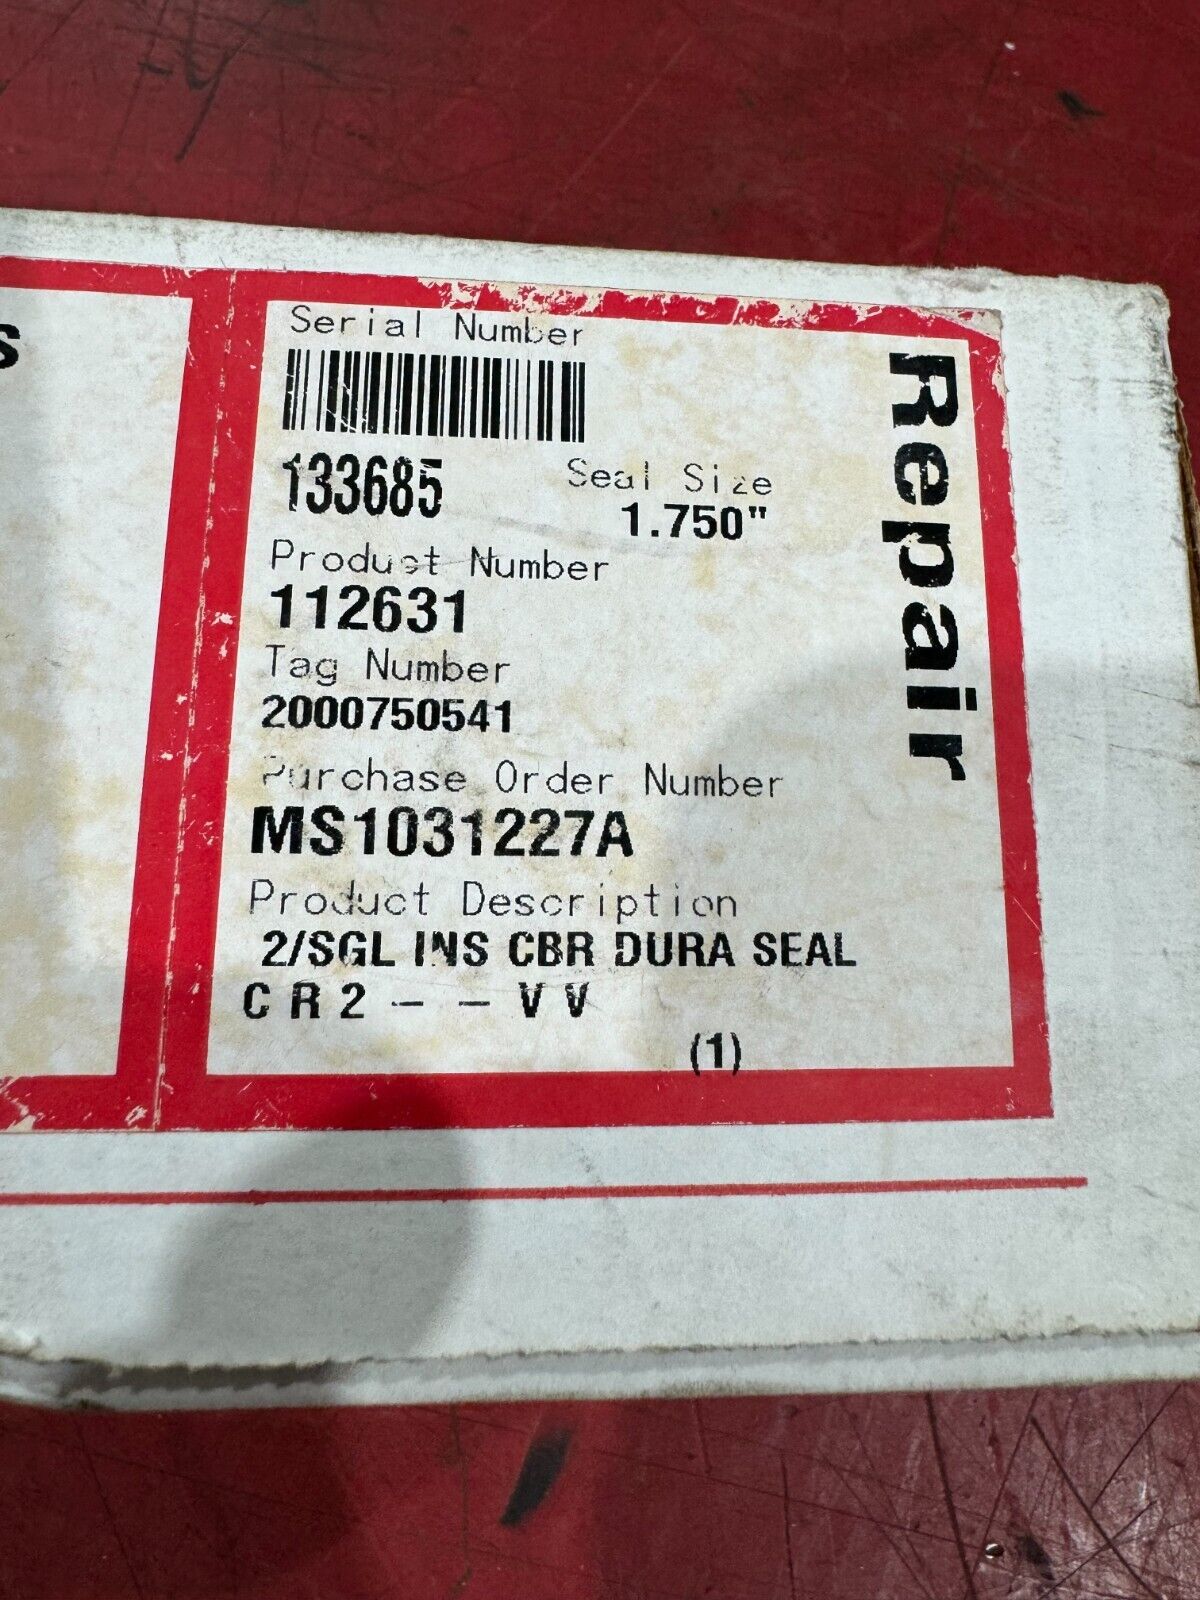 s
Serial Number
133685
Seal Size
1.750"
Product Number
112631
Tag Number
2000750541
Purchase Order Number
MS1031227A
Product Description
2/SGL INS CBR DURA SEAL
C R 2 - - V V
(1)
Repair